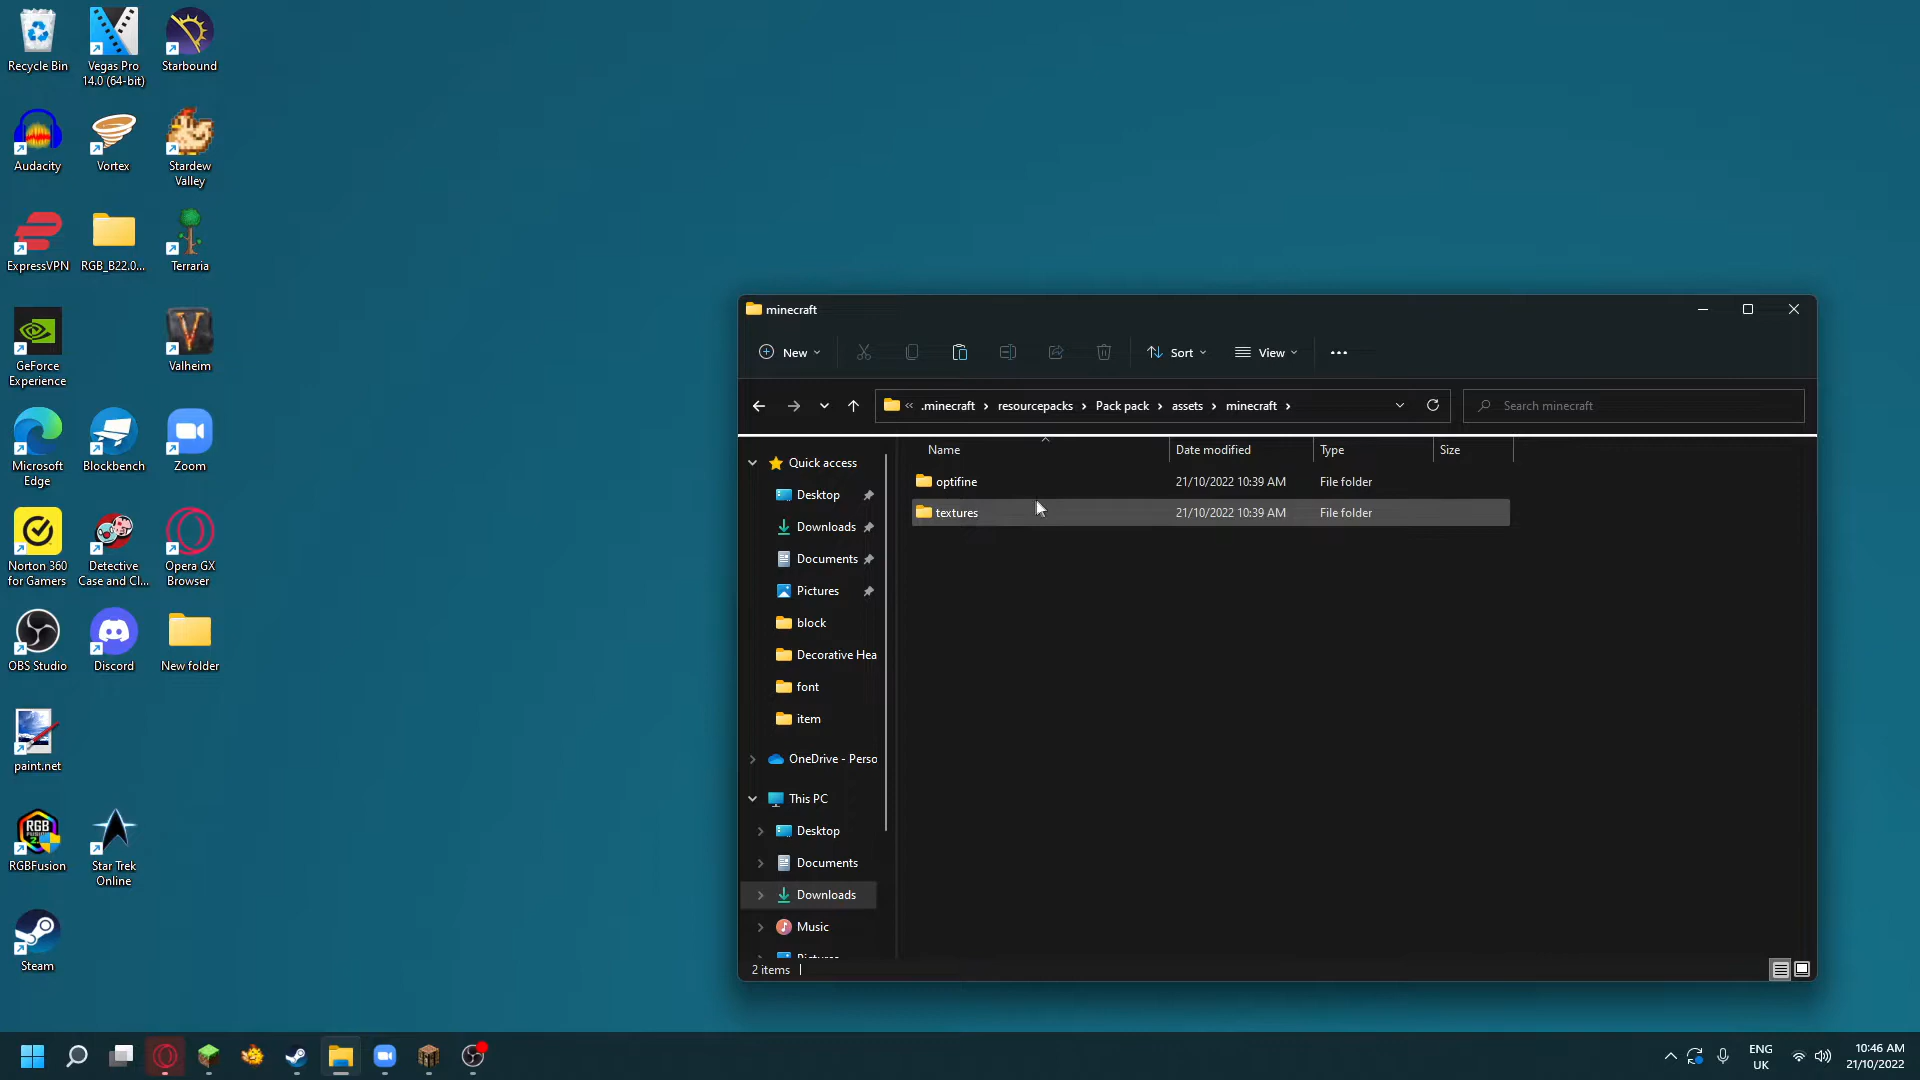 Recycle Bin
Vegas Pro
14.0 (64-bit)
Starbound
Audacity
Vortex
Stardew
Valley
ExpressVPN
RGB_B22.0...
Terraria
GeForce
Experience
Valheim
Microsoft
Edge
Blockbench
Zoom
Norton 360
for Gamers
Detective
Case and Cl...
Opera GX
Browser
OBS Studio
Discord
New folder
paint.net
RGBFusion
Star Trek
Online
Steam
minecraft
New
Sort
View
« .minecraft › resourcepacks › Pack pack › assets › minecraft ›
Search minecraft
Name
Date modified
Type
Size
optifine
21/10/2022 10:39 AM
File folder
textures
21/10/2022 10:39 AM
File folder
Quick access
Desktop
Downloads
Documents
Pictures
block
Decorative Hea
font
item
OneDrive - Perso
This PC
Desktop
Documents
Downloads
Music
2 items
ENG
UK
10:46 AM
21/10/2022